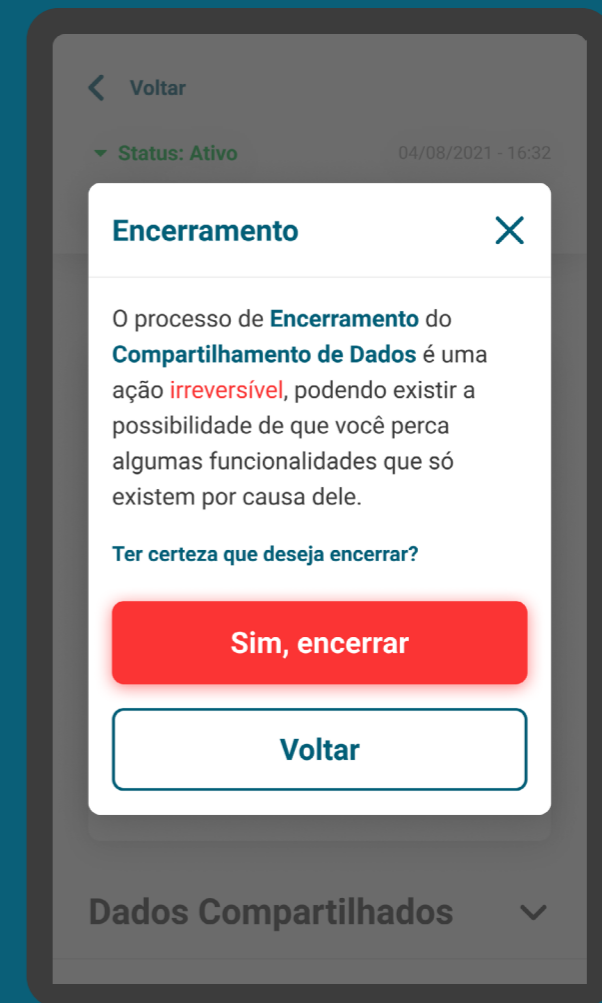 Voltar
Status: Ativo 04/08/2021 - 16:32
Encerramento
O processo de Encerramento do
Compartilhamento de Dados é uma
ação irreversível, podendo existir a
possibilidade de que você perca
algumas funcionalidades que só
existem por causa dele.
Ter certeza que deseja encerrar?
Sim, encerrar
Voltar
Dados Compartilhados